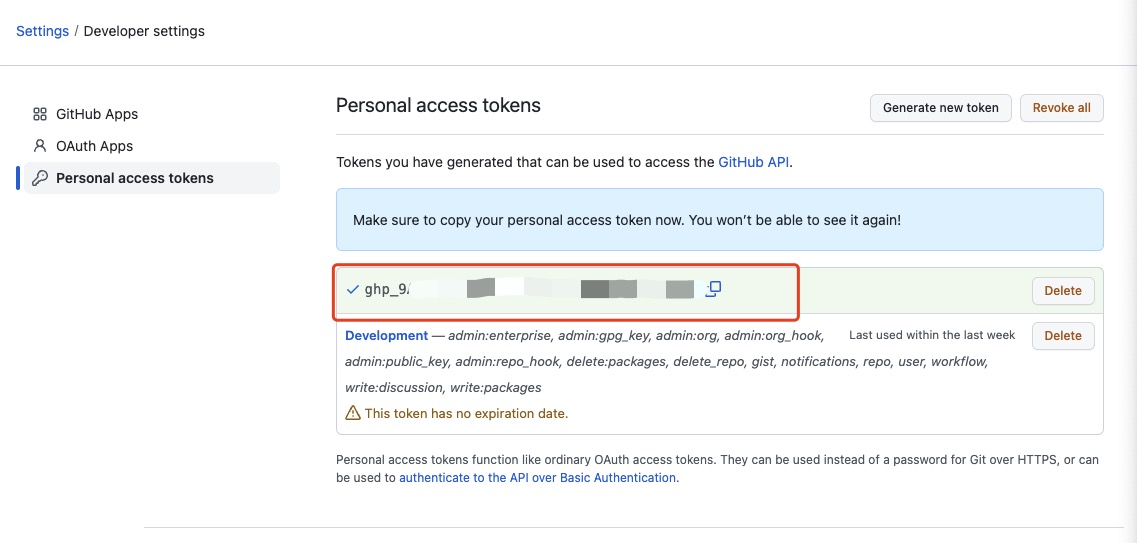 Settings / Developer settings
GitHub Apps
OAuth Apps
Personal access tokens
Personal access tokens
Generate new token
Revoke all
Tokens you have generated that can be used to access the GitHub API.
Make sure to copy your personal access token now. You won’t be able to see it again!
ghp_9
Delete
Development — admin:enterprise, admin:gpg_key, admin:org, admin:org_hook,
admin:public_key, admin:repo_hook, delete:packages, delete_repo, gist, notifications, repo, user, workflow,
write:discussion, write:packages
Last used within the last week
Delete
This token has no expiration date.
Personal access tokens function like ordinary OAuth access tokens. They can be used instead of a password for Git over HTTPS, or can
be used to authenticate to the API over Basic Authentication.